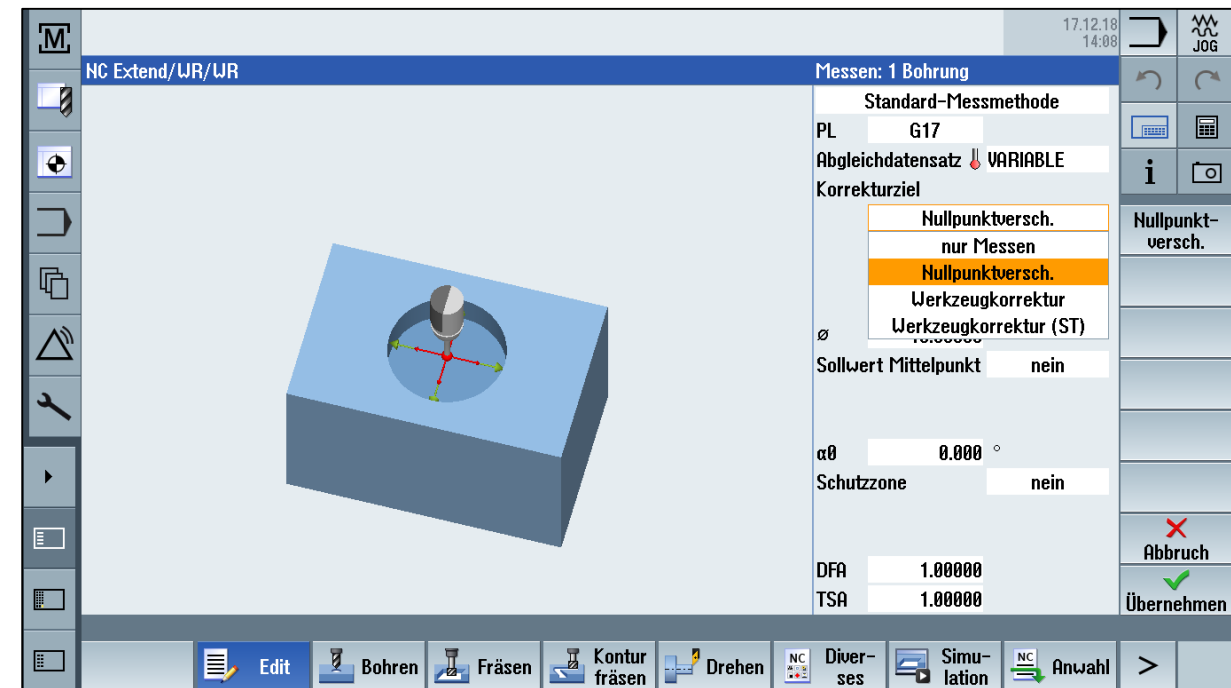 M
17.12.18
14:08
JOG
NC Extend/WR/WR
Messen: 1 Bohrung
Standard-Messmethode
PL G17
Abgleichdatensatz VARIABLE
Korrekturziel
Nullpunktversch.
nur Messen
Nullpunktversch.
Werkzeugkorrektur
Werkzeugkorrektur (ST)
ø
Sollwert Mittelpunkt nein
α0 0.000 °
Schutzzone nein
DFA 1.00000
TSA 1.00000
i
Nullpunkt-
versch.
Abbruch
Übernehmen
Edit
Bohren
Fräsen
Kontur
fräsen
Drehen
NC
Diver-
ses
Simu-
lation
NC
Anwahl
>